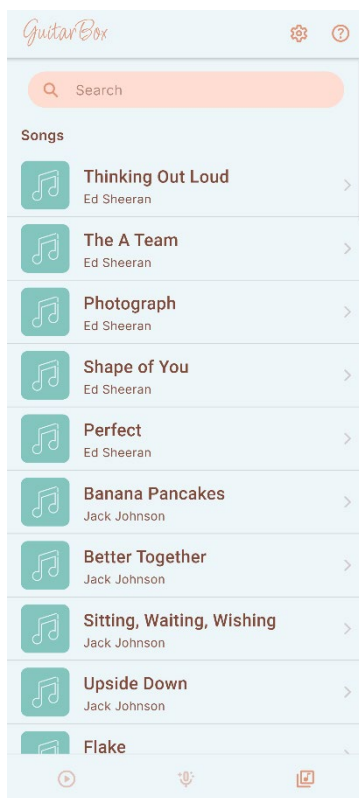 GuitarBox
Search
Songs
Thinking Out Loud
Ed Sheeran
The A Team
Ed Sheeran
Photograph
Ed Sheeran
Shape of You
Ed Sheeran
Perfect
Ed Sheeran
Banana Pancakes
Jack Johnson
Better Together
Jack Johnson
Sitting, Waiting, Wishing
Jack Johnson
Upside Down
Jack Johnson
Flake